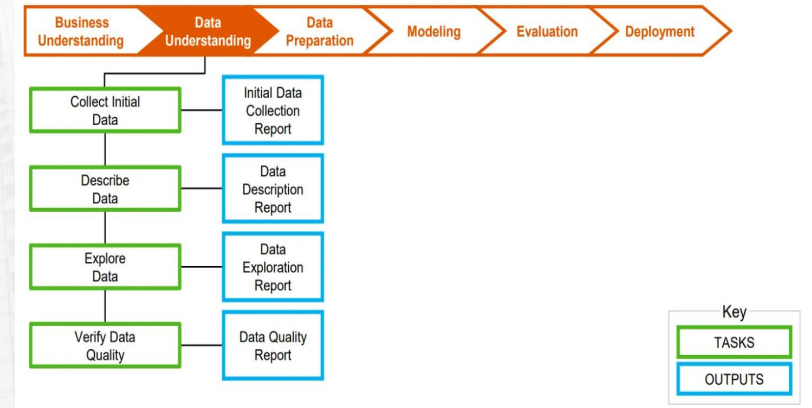 Business
Understanding
Data
Understanding
Data
Preparation
Modeling
Evaluation
Deployment
Collect Initial
Data
Initial Data
Collection
Report
Describe
Data
Data
Description
Report
Explore
Data
Data
Exploration
Report
Verify Data
Quality
Data Quality
Report
Key
TASKS
OUTPUTS